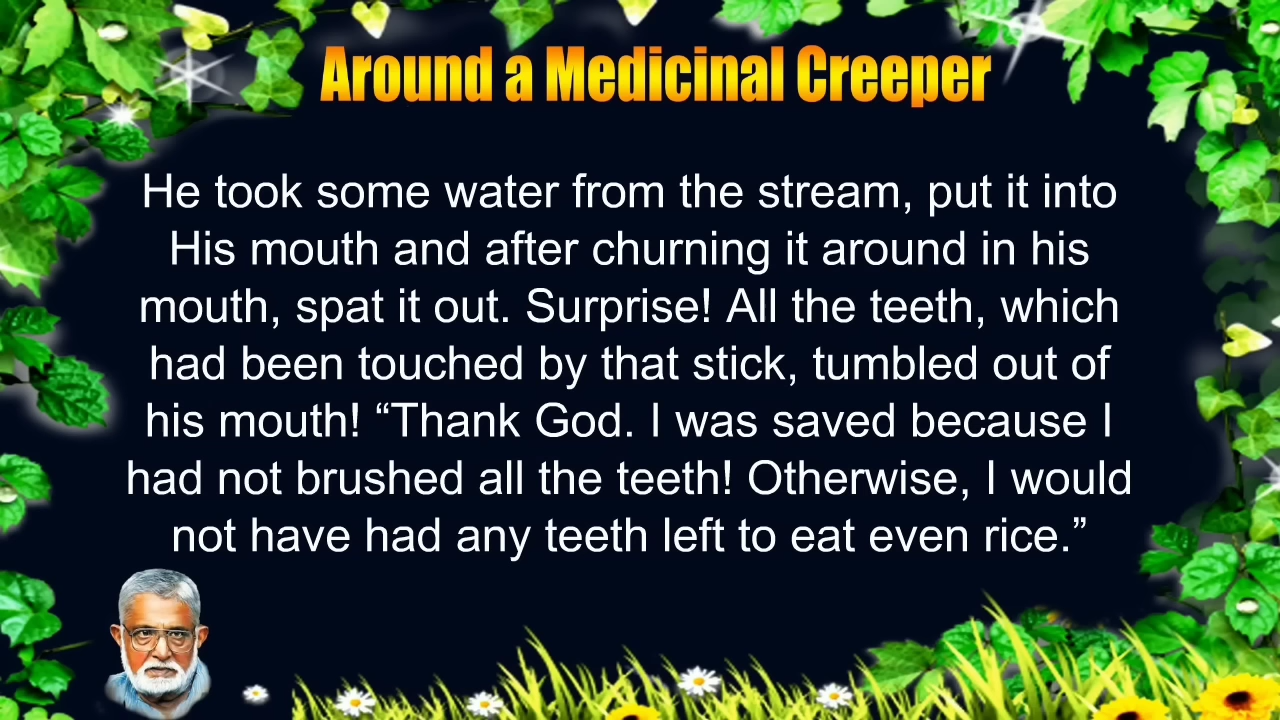 Around a Medicinal Creeper
He took some water from the stream, put it into
His mouth and after churning it around in his
mouth, spat it out. Surprise! All the teeth, which
had been touched by that stick, tumbled out of
his mouth! “Thank God. I was saved because I
had not brushed all the teeth! Otherwise, I would
not have had any teeth left to eat even rice.”